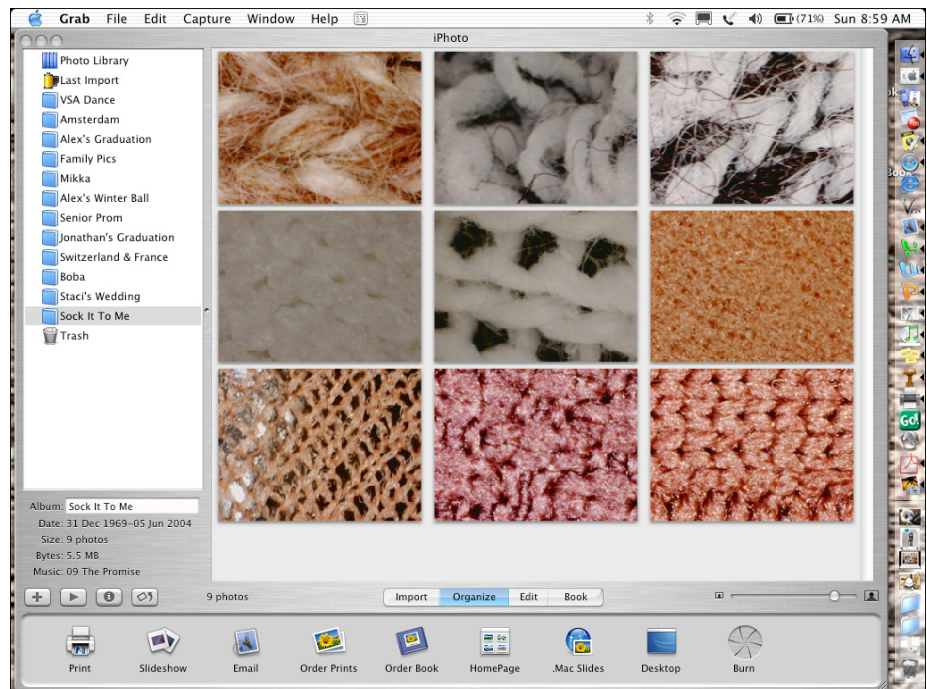 Grab File Edit Capture Window Help (71%) Sun 8:59 AM
iPhoto
Photo Library
Last Import
VSA Dance
Amsterdam
Alex's Graduation
Family Pics
Mikka
Alex's Winter Ball
Senior Prom
Jonathan's Graduation
Switzerland & France
Boba
Staci's Wedding
Sock It To Me
Trash
Album: Sock It To Me
Date: 31 Dec 1969–05 Jun 2004
Size: 9 photos
Bytes: 5.5 MB
Music: 09 The Promise
9 photos Import Organize Edit Book
Print Slideshow Email Order Prints Order Book HomePage .Mac Slides Desktop Burn
Go!